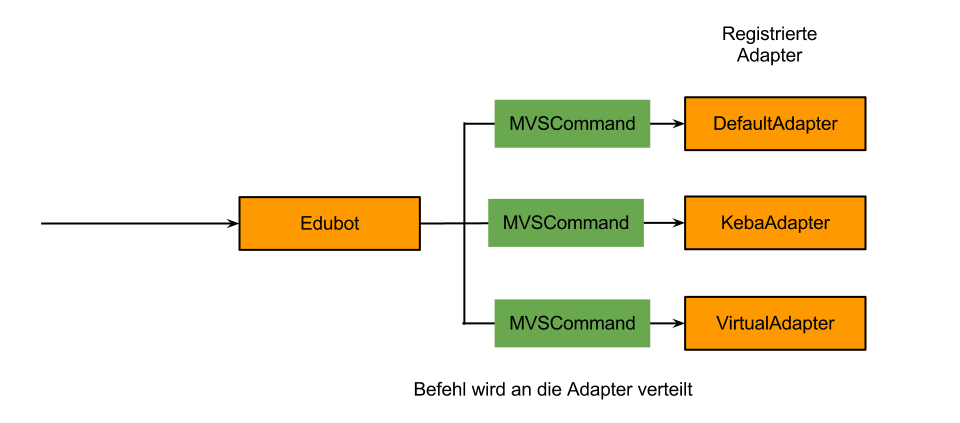 Registrierte
Adapter
MVSCommand
DefaultAdapter
Edubot
MVSCommand
KebaAdapter
MVSCommand
VirtualAdapter
Befehl wird an die Adapter verteilt